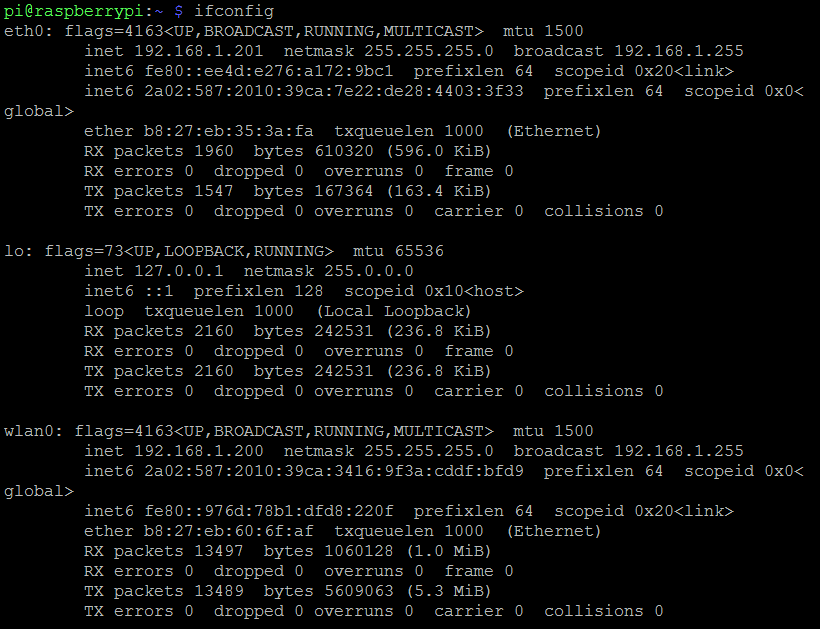 pi@raspberrypi:~ $ ifconfig
eth0: flags=4163<UP,BROADCAST,RUNNING,MULTICAST>  mtu 1500
        inet 192.168.1.201  netmask 255.255.255.0  broadcast 192.168.1.255
        inet6 fe80::ee4d:e276:a172:9bc1  prefixlen 64  scopeid 0x20<link>
        inet6 2a02:587:2010:39ca:7e22:de28:4403:3f33  prefixlen 64  scopeid 0x0<
global>
        ether b8:27:eb:35:3a:fa  txqueuelen 1000  (Ethernet)
        RX packets 1960  bytes 610320 (596.0 KiB)
        RX errors 0  dropped 0  overruns 0  frame 0
        TX packets 1547  bytes 167364 (163.4 KiB)
        TX errors 0  dropped 0 overruns 0  carrier 0  collisions 0

lo: flags=73<UP,LOOPBACK,RUNNING>  mtu 65536
        inet 127.0.0.1  netmask 255.0.0.0
        inet6 ::1  prefixlen 128  scopeid 0x10<host>
        loop  txqueuelen 1000  (Local Loopback)
        RX packets 2160  bytes 242531 (236.8 KiB)
        RX errors 0  dropped 0  overruns 0  frame 0
        TX packets 2160  bytes 242531 (236.8 KiB)
        TX errors 0  dropped 0 overruns 0  carrier 0  collisions 0

wlan0: flags=4163<UP,BROADCAST,RUNNING,MULTICAST>  mtu 1500
        inet 192.168.1.200  netmask 255.255.255.0  broadcast 192.168.1.255
        inet6 2a02:587:2010:39ca:3416:9f3a:cddf:bfd9  prefixlen 64  scopeid 0x0<
global>
        inet6 fe80::976d:78b1:dfd8:220f  prefixlen 64  scopeid 0x20<link>
        ether b8:27:eb:60:6f:af  txqueuelen 1000  (Ethernet)
        RX packets 13497  bytes 1060128 (1.0 MiB)
        RX errors 0  dropped 0  overruns 0  frame 0
        TX packets 13489  bytes 5609063 (5.3 MiB)
        TX errors 0  dropped 0 overruns 0  carrier 0  collisions 0